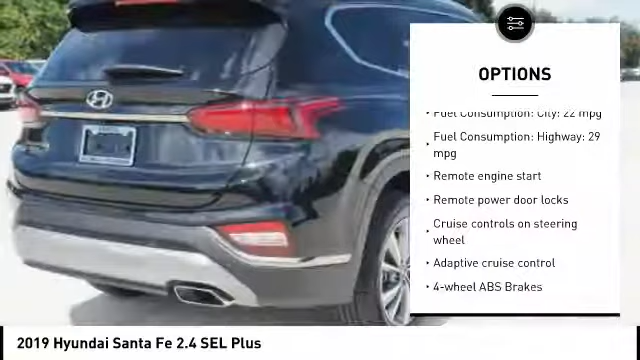 OPTIONS
• Fuel Consumption: City: 22 mpg
• Fuel Consumption: Highway: 29
mpg
• Remote engine start
• Remote power door locks
• Cruise controls on steering
wheel
• Adaptive cruise control
• 4-wheel ABS Brakes
2019 Hyundai Santa Fe 2.4 SEL Plus